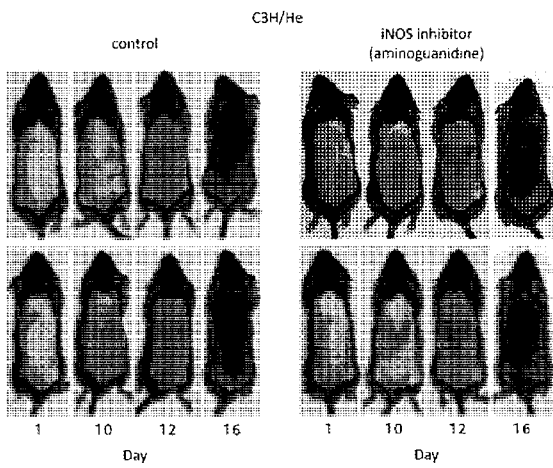 C3H/He
control
iNOS inhibitor
(aminoguanidine)
1 10 12 16
Day
1 10 12 16
Day